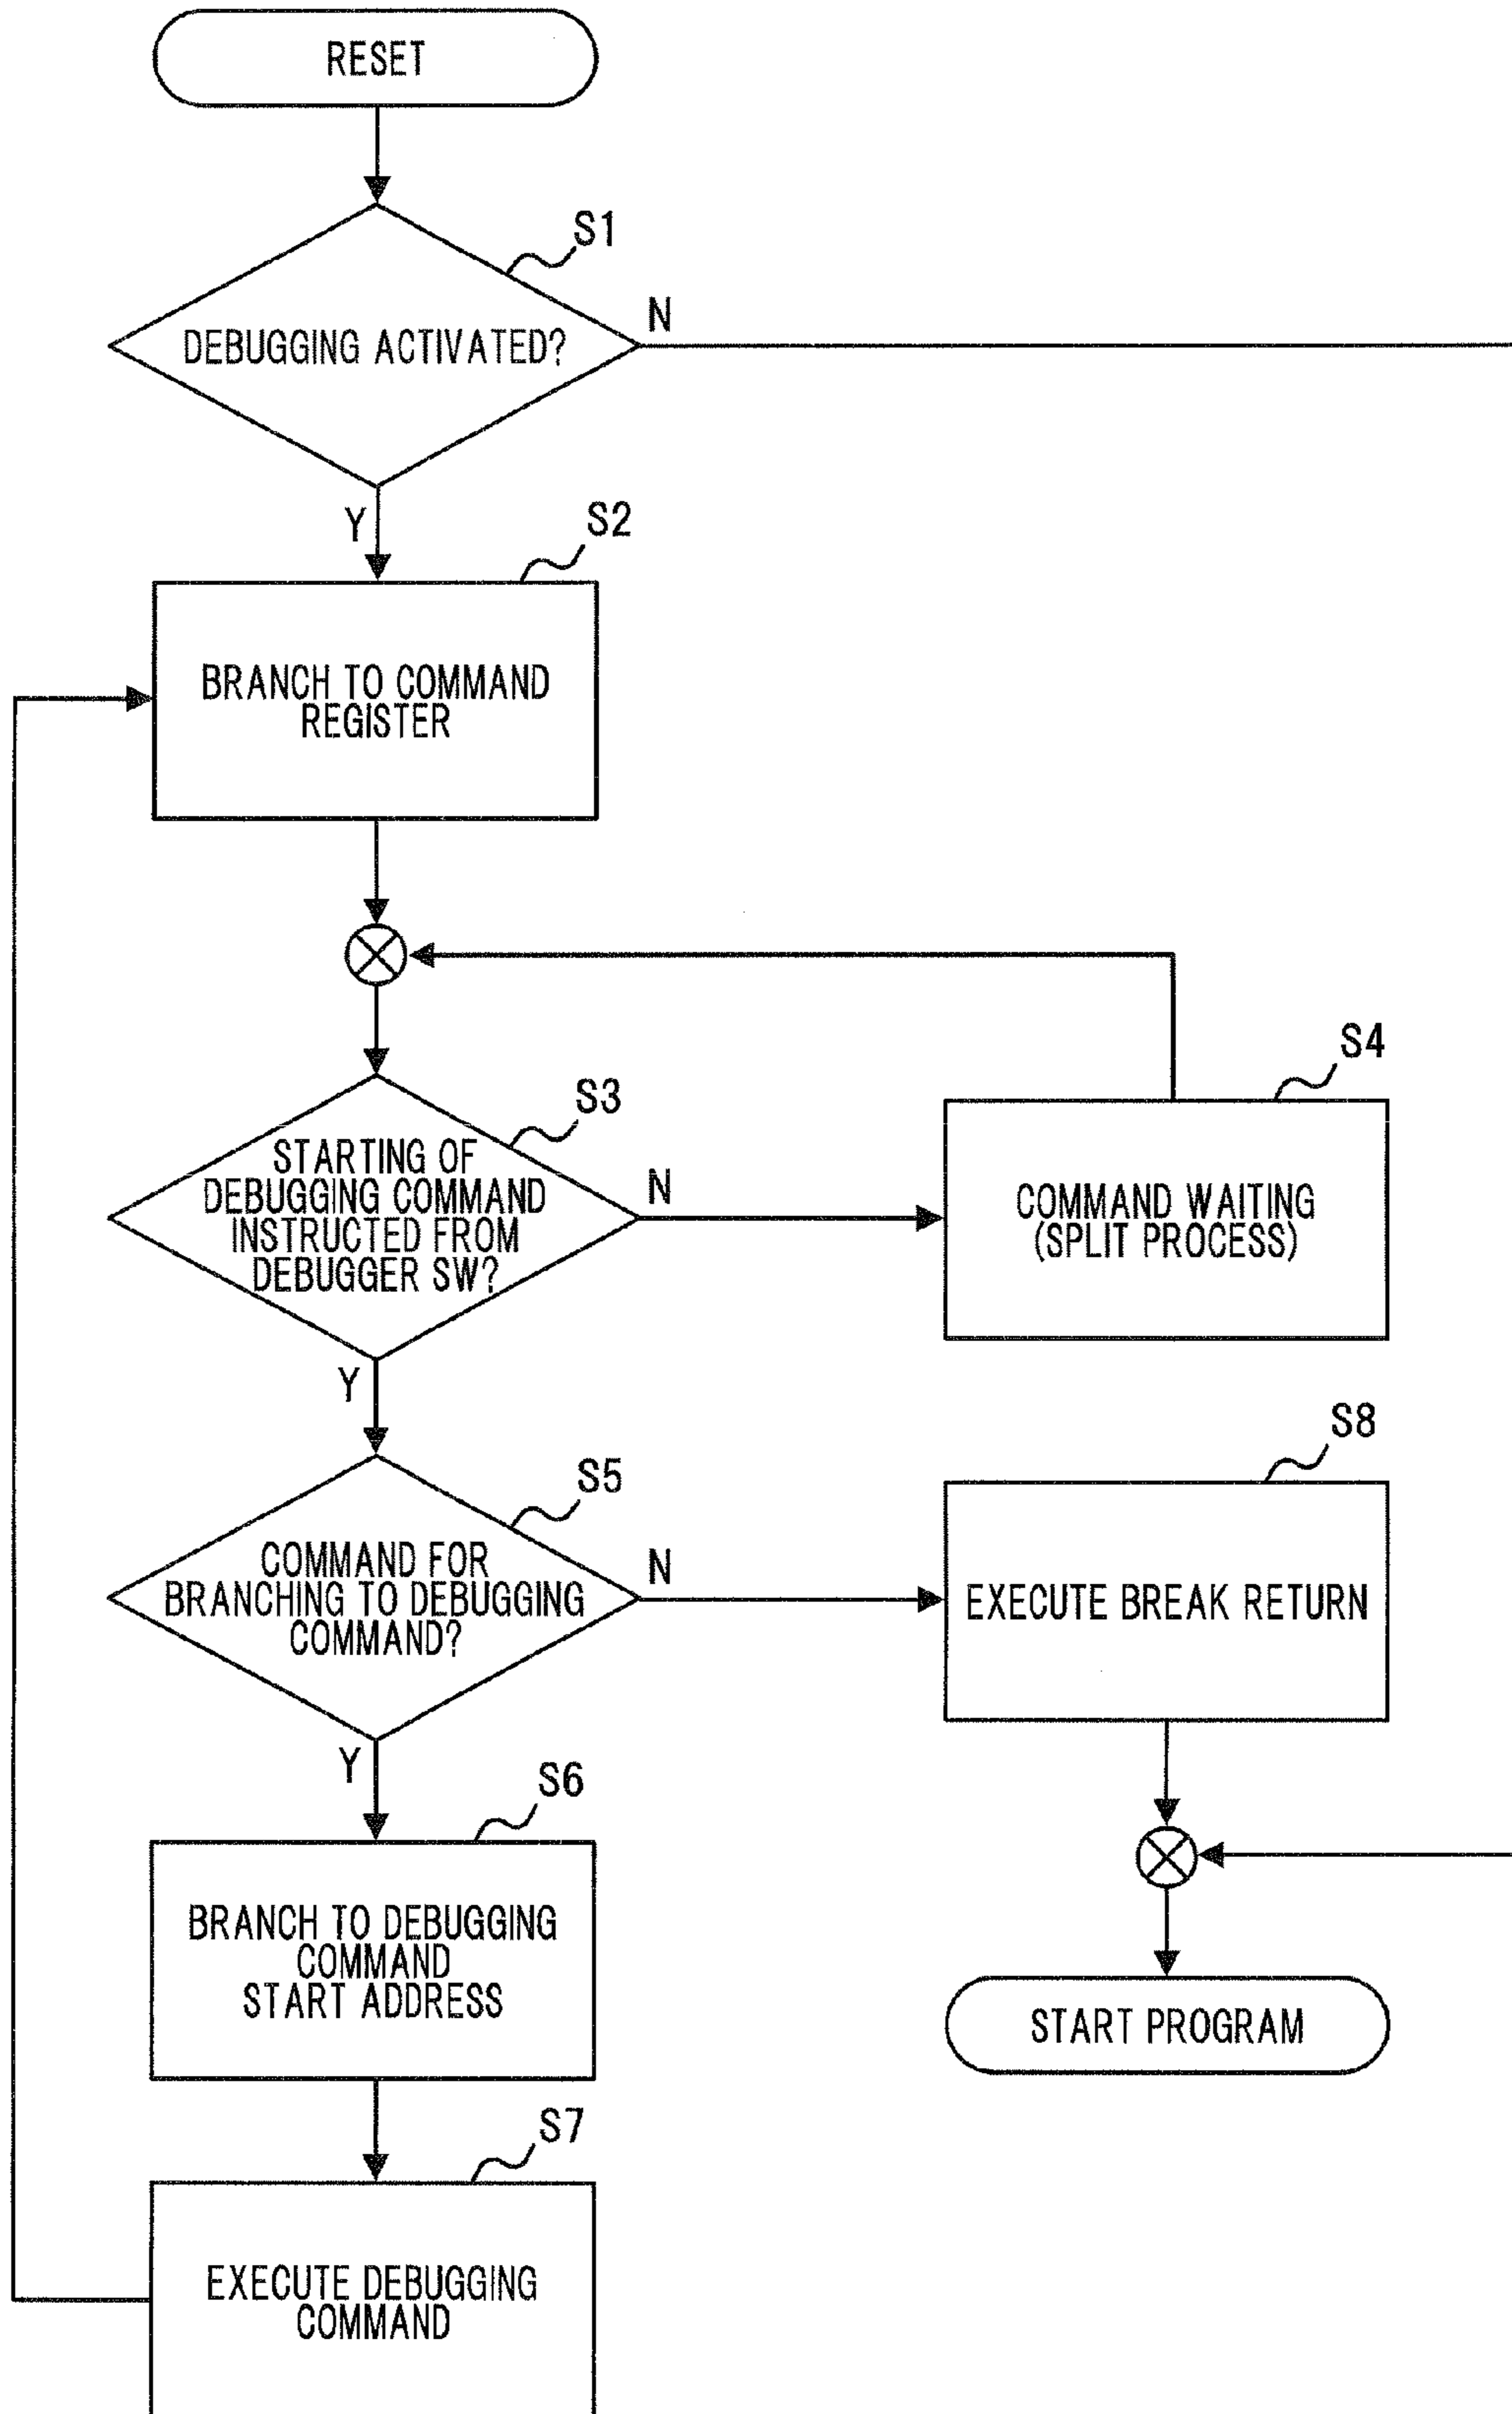 RESET
S1
DEBUGGING ACTIVATED?
N
Y
S2
BRANCH TO COMMAND
REGISTER
S3
STARTING OF
DEBUGGING COMMAND
INSTRUCTED FROM
DEBUGGER SW?
N
S4
COMMAND WAITING
(SPLIT PROCESS)
Y
S5
COMMAND FOR
BRANCHING TO DEBUGGING
COMMAND?
N
S8
EXECUTE BREAK RETURN
Y
S6
BRANCH TO DEBUGGING
COMMAND
START ADDRESS
START PROGRAM
S7
EXECUTE DEBUGGING
COMMAND